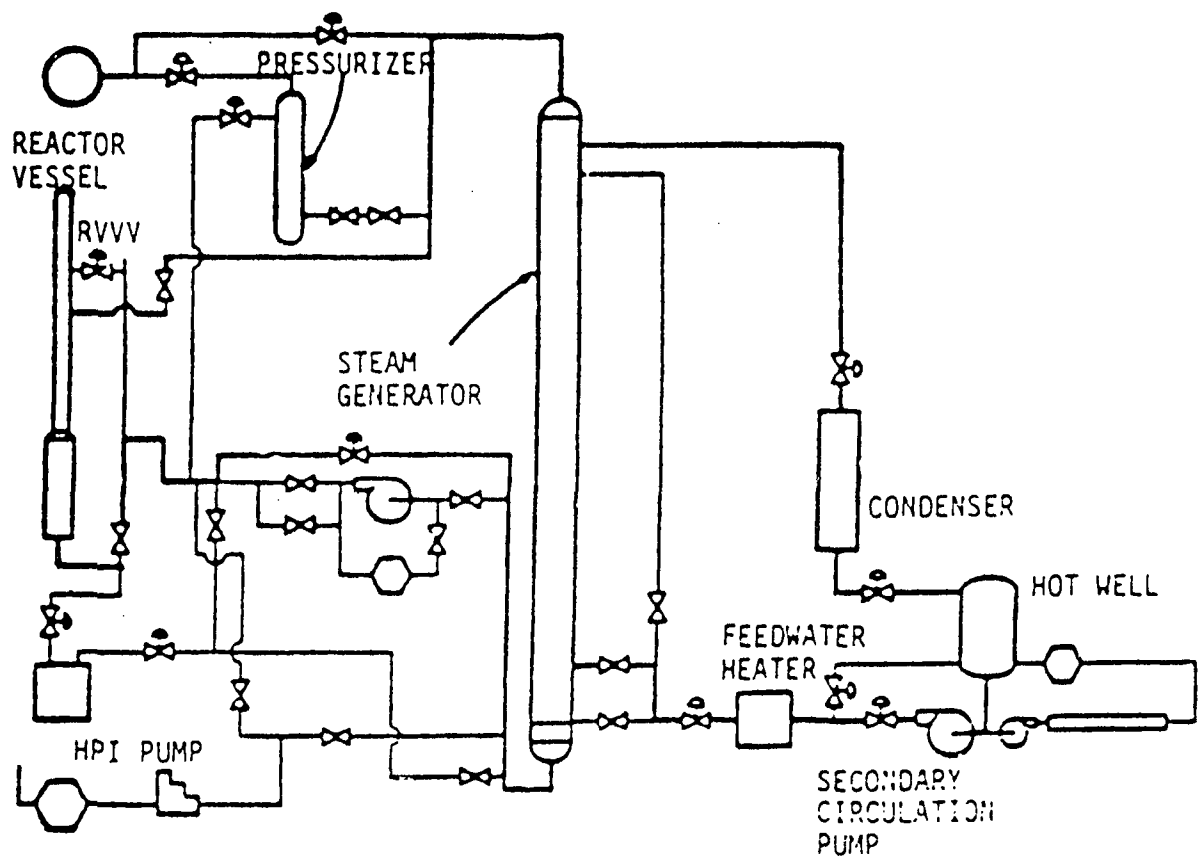 PRESSURIZER
REACTOR
VESSEL
RVVV
STEAM
GENERATOR
CONDENSER
HOT WELL
FEEDWATER
HEATER
HPI PUMP
SECONDARY
CIRCULATION
PUMP